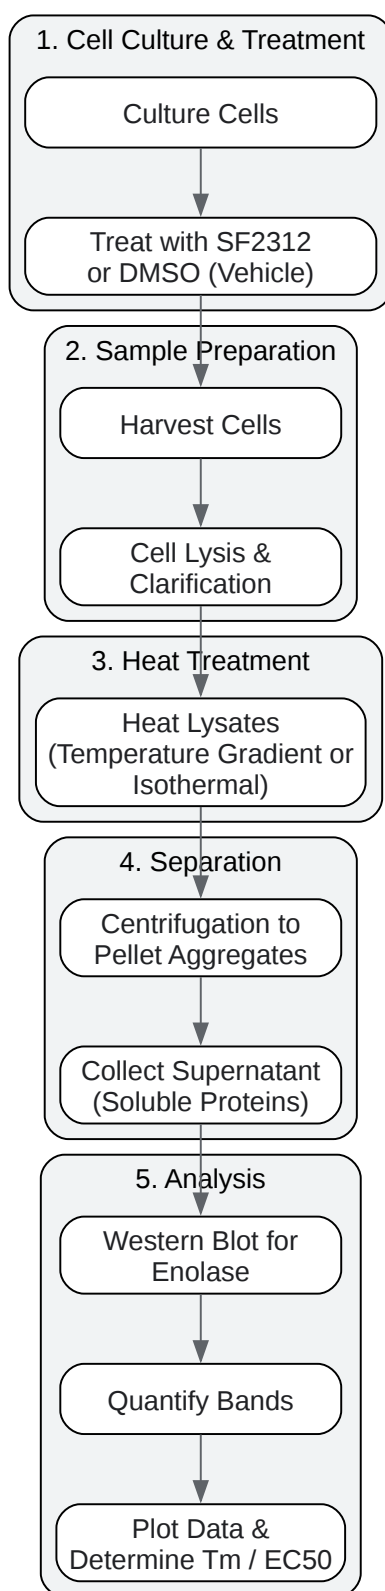 1. Cell Culture & Treatment
Culture Cells
Treat with SF2312
or DMSO (Vehicle)
2. Sample Preparation
Harvest Cells
Cell Lysis &
Clarification
3. Heat Treatment
Heat Lysates
(Temperature Gradient or
Isothermal)
4. Separation
Centrifugation to
Pellet Aggregates
Collect Supernatant
(Soluble Proteins)
5. Analysis
Western Blot for
Enolase
Quantify Bands
Plot Data &
Determine Tm / EC50